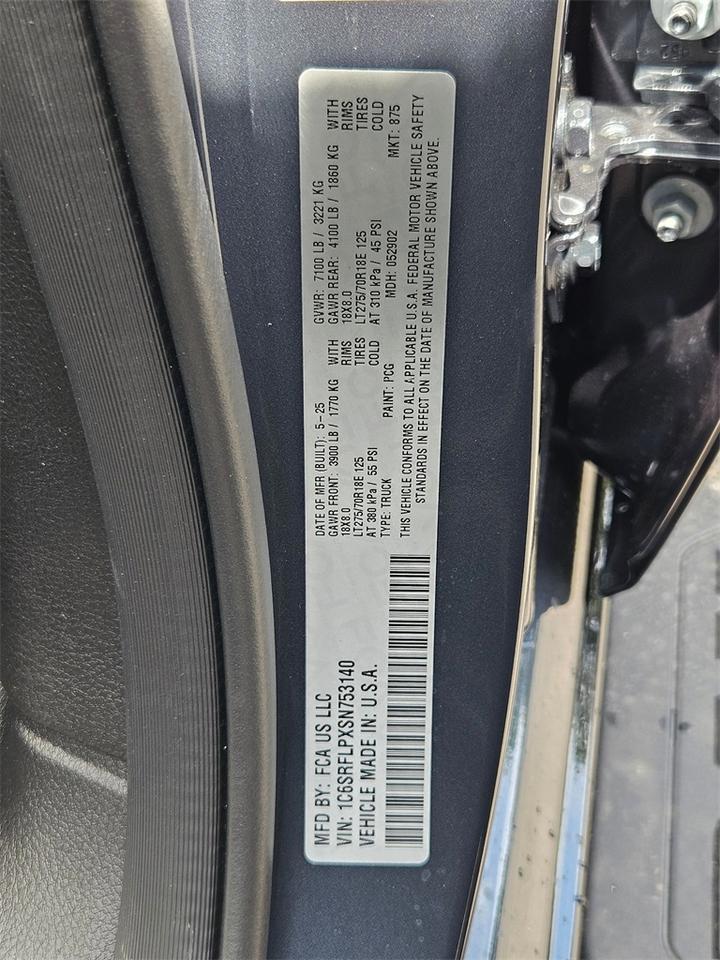 MFD BY: FCA US LLC
VIN: 1C6SRFLPXSN753140
VEHICLE MADE IN: U.S.A.
DATE OF MFR (BUILT): 5-25 GVWR: 7100 LB / 3221 KG
GAWR FRONT: 3900 LB / 1770 KG WITH GAWR REAR: 4100 LB / 1860 KG WITH
18X8.0 RIMS 18X8.0 RIMS
LT275/70R18E 125 TIRES LT275/70R18E 125 TIRES
AT 380 kPa / 55 PSI COLD AT 310 kPa / 45 PSI COLD
TYPE: TRUCK PAINT: PCG MDH: 052902 MKT: 875
THIS VEHICLE CONFORMS TO ALL APPLICABLE U.S.A. FEDERAL MOTOR VEHICLE SAFETY
STANDARDS IN EFFECT ON THE DATE OF MANUFACTURE SHOWN ABOVE.